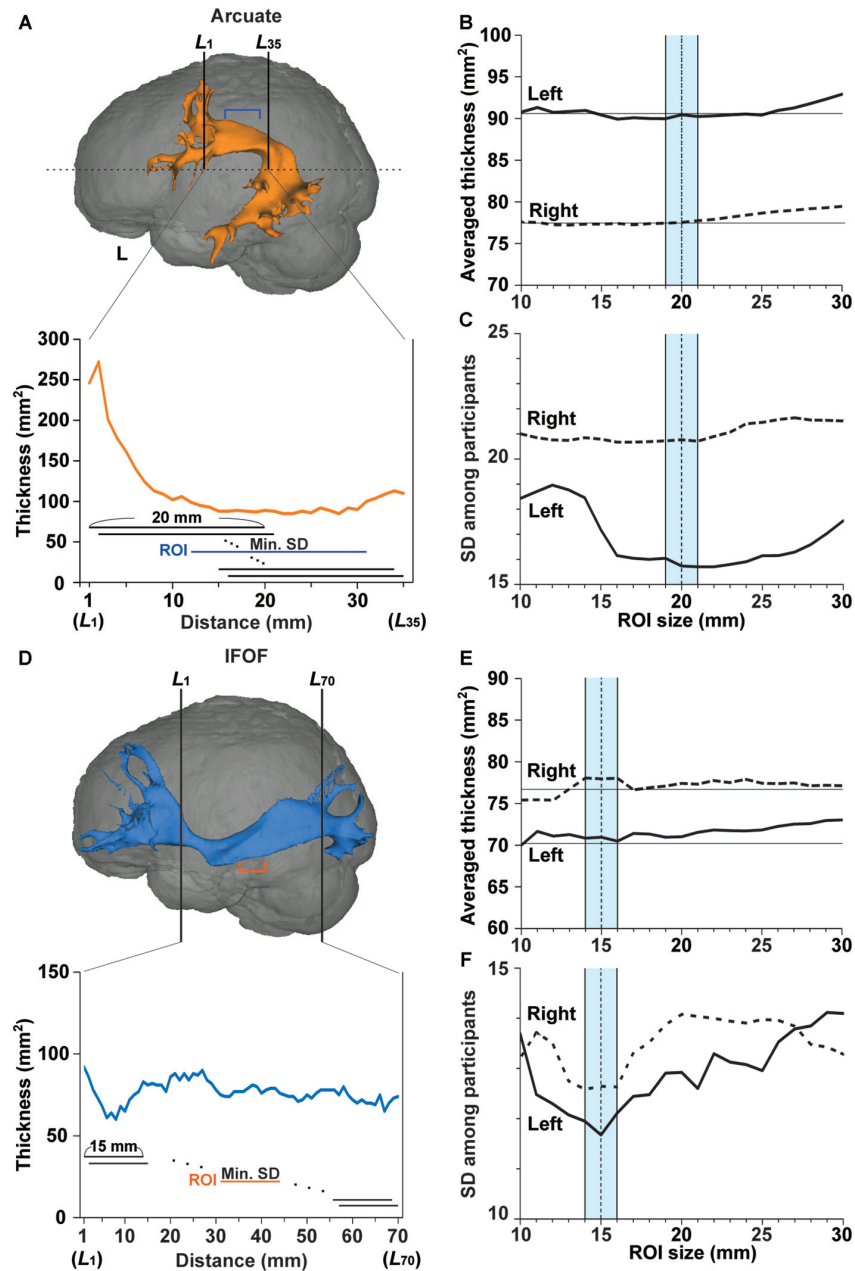 A
Arcuate
L1
L35
L
Thickness (mm²)
300
250
200
150
100
50
0
20 mm
ROI
Min. SD
1
10
20
30
(L1)
Distance (mm)
(L35)
B
Averaged thickness (mm²)
100
95
90
85
80
75
70
Left
Right
10
15
20
25
30
C
SD among participants
25
20
15
Right
Left
10
15
20
25
30
ROI size (mm)
D
IFOF
L1
L70
Thickness (mm²)
150
100
50
0
15 mm
ROI
Min. SD
1
10
20
30
40
50
60
70
(L1)
Distance (mm)
(L70)
E
Averaged thickness (mm²)
90
85
80
75
70
65
60
Right
Left
10
15
20
25
30
F
SD among participants
15
10
Right
Left
10
15
20
25
30
ROI size (mm)